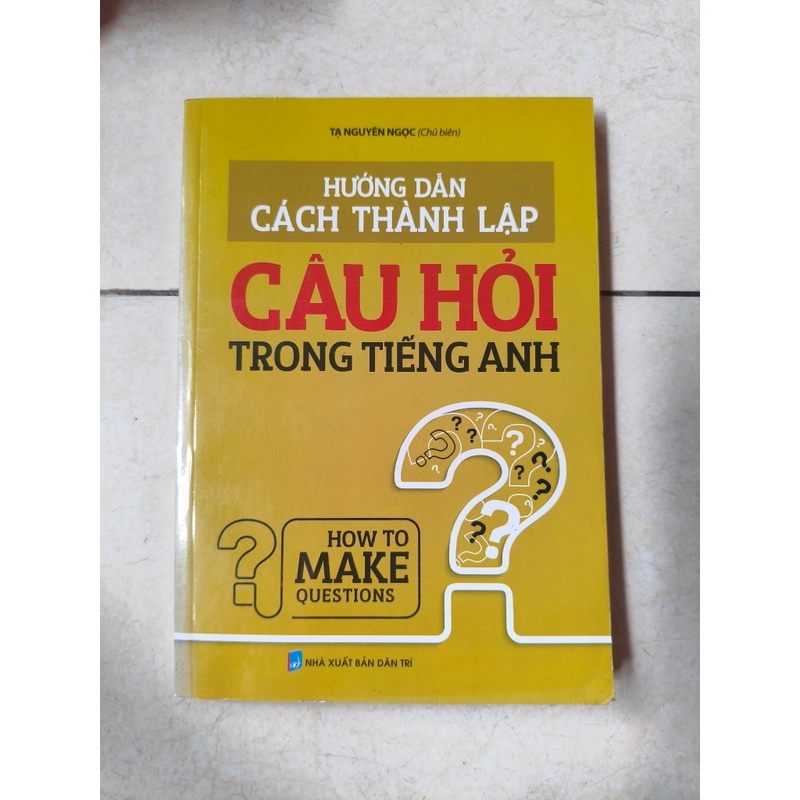 TẠ NGUYÊN NGỌC (Chủ biên)
HƯỚNG DẪN
CÁCH THÀNH LẬP
CÂU HỎI
TRONG TIẾNG ANH
HOW TO
MAKE
QUESTIONS
NHÀ XUẤT BẢN DÂN TRÍ